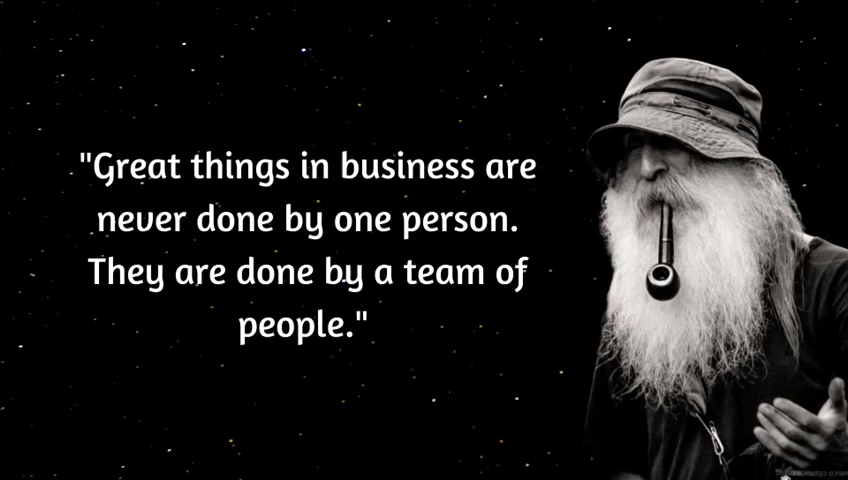 "Great things in business are
never done by one person.
They are done by a team of
people."